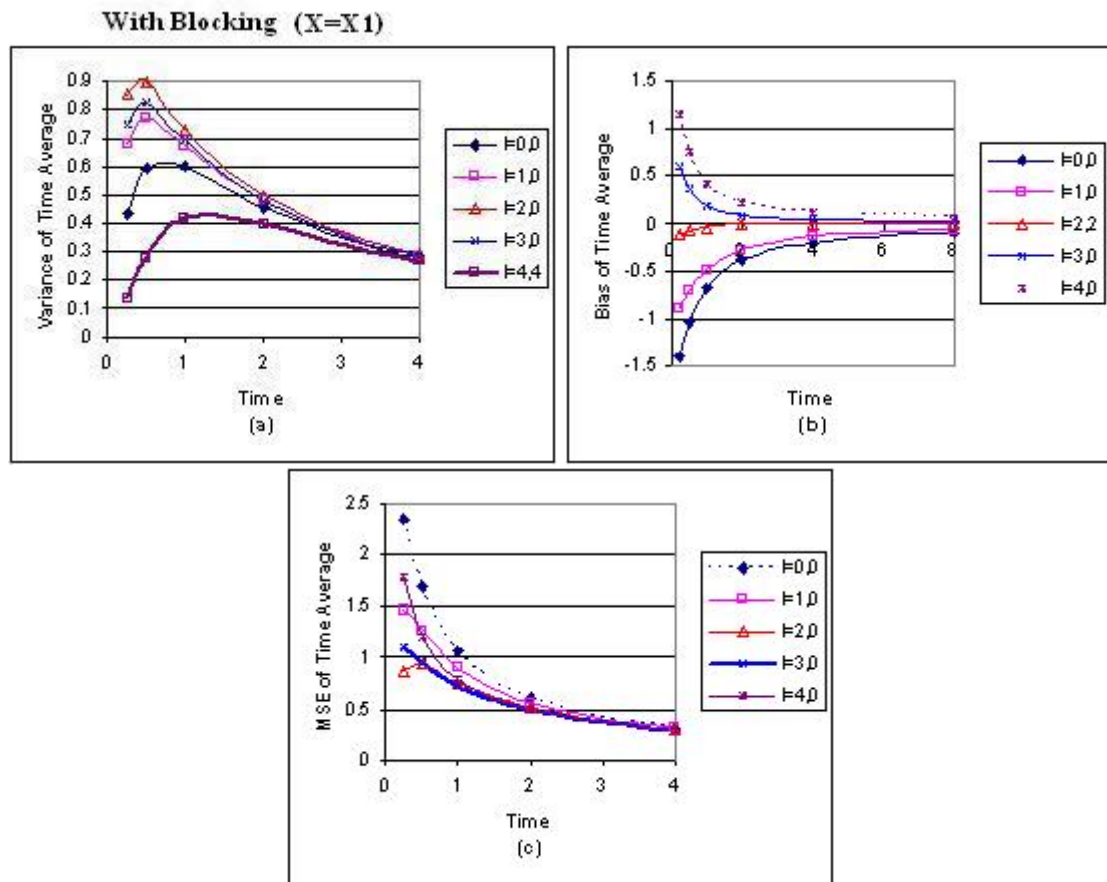 With Blocking (X=X1)
Variance of Time Average
0.9
0.8
0.7
0.6
0.5
0.4
0.3
0.2
0.1
0
0 1 2 3 4
Time
(a)
I=0,0
I=1,0
I=2,0
I=3,0
I=4,4
Bias of Time Average
1.5
1
0.5
0
-0.5
-1
-1.5
0 2 4 6 8
Time
(b)
I=0,0
I=1,0
I=2,2
I=3,0
I=4,0
MSE of Time Average
2.5
2
1.5
1
0.5
0
0 1 2 3 4
Time
(c)
I=0,0
I=1,0
I=2,0
I=3,0
I=4,0